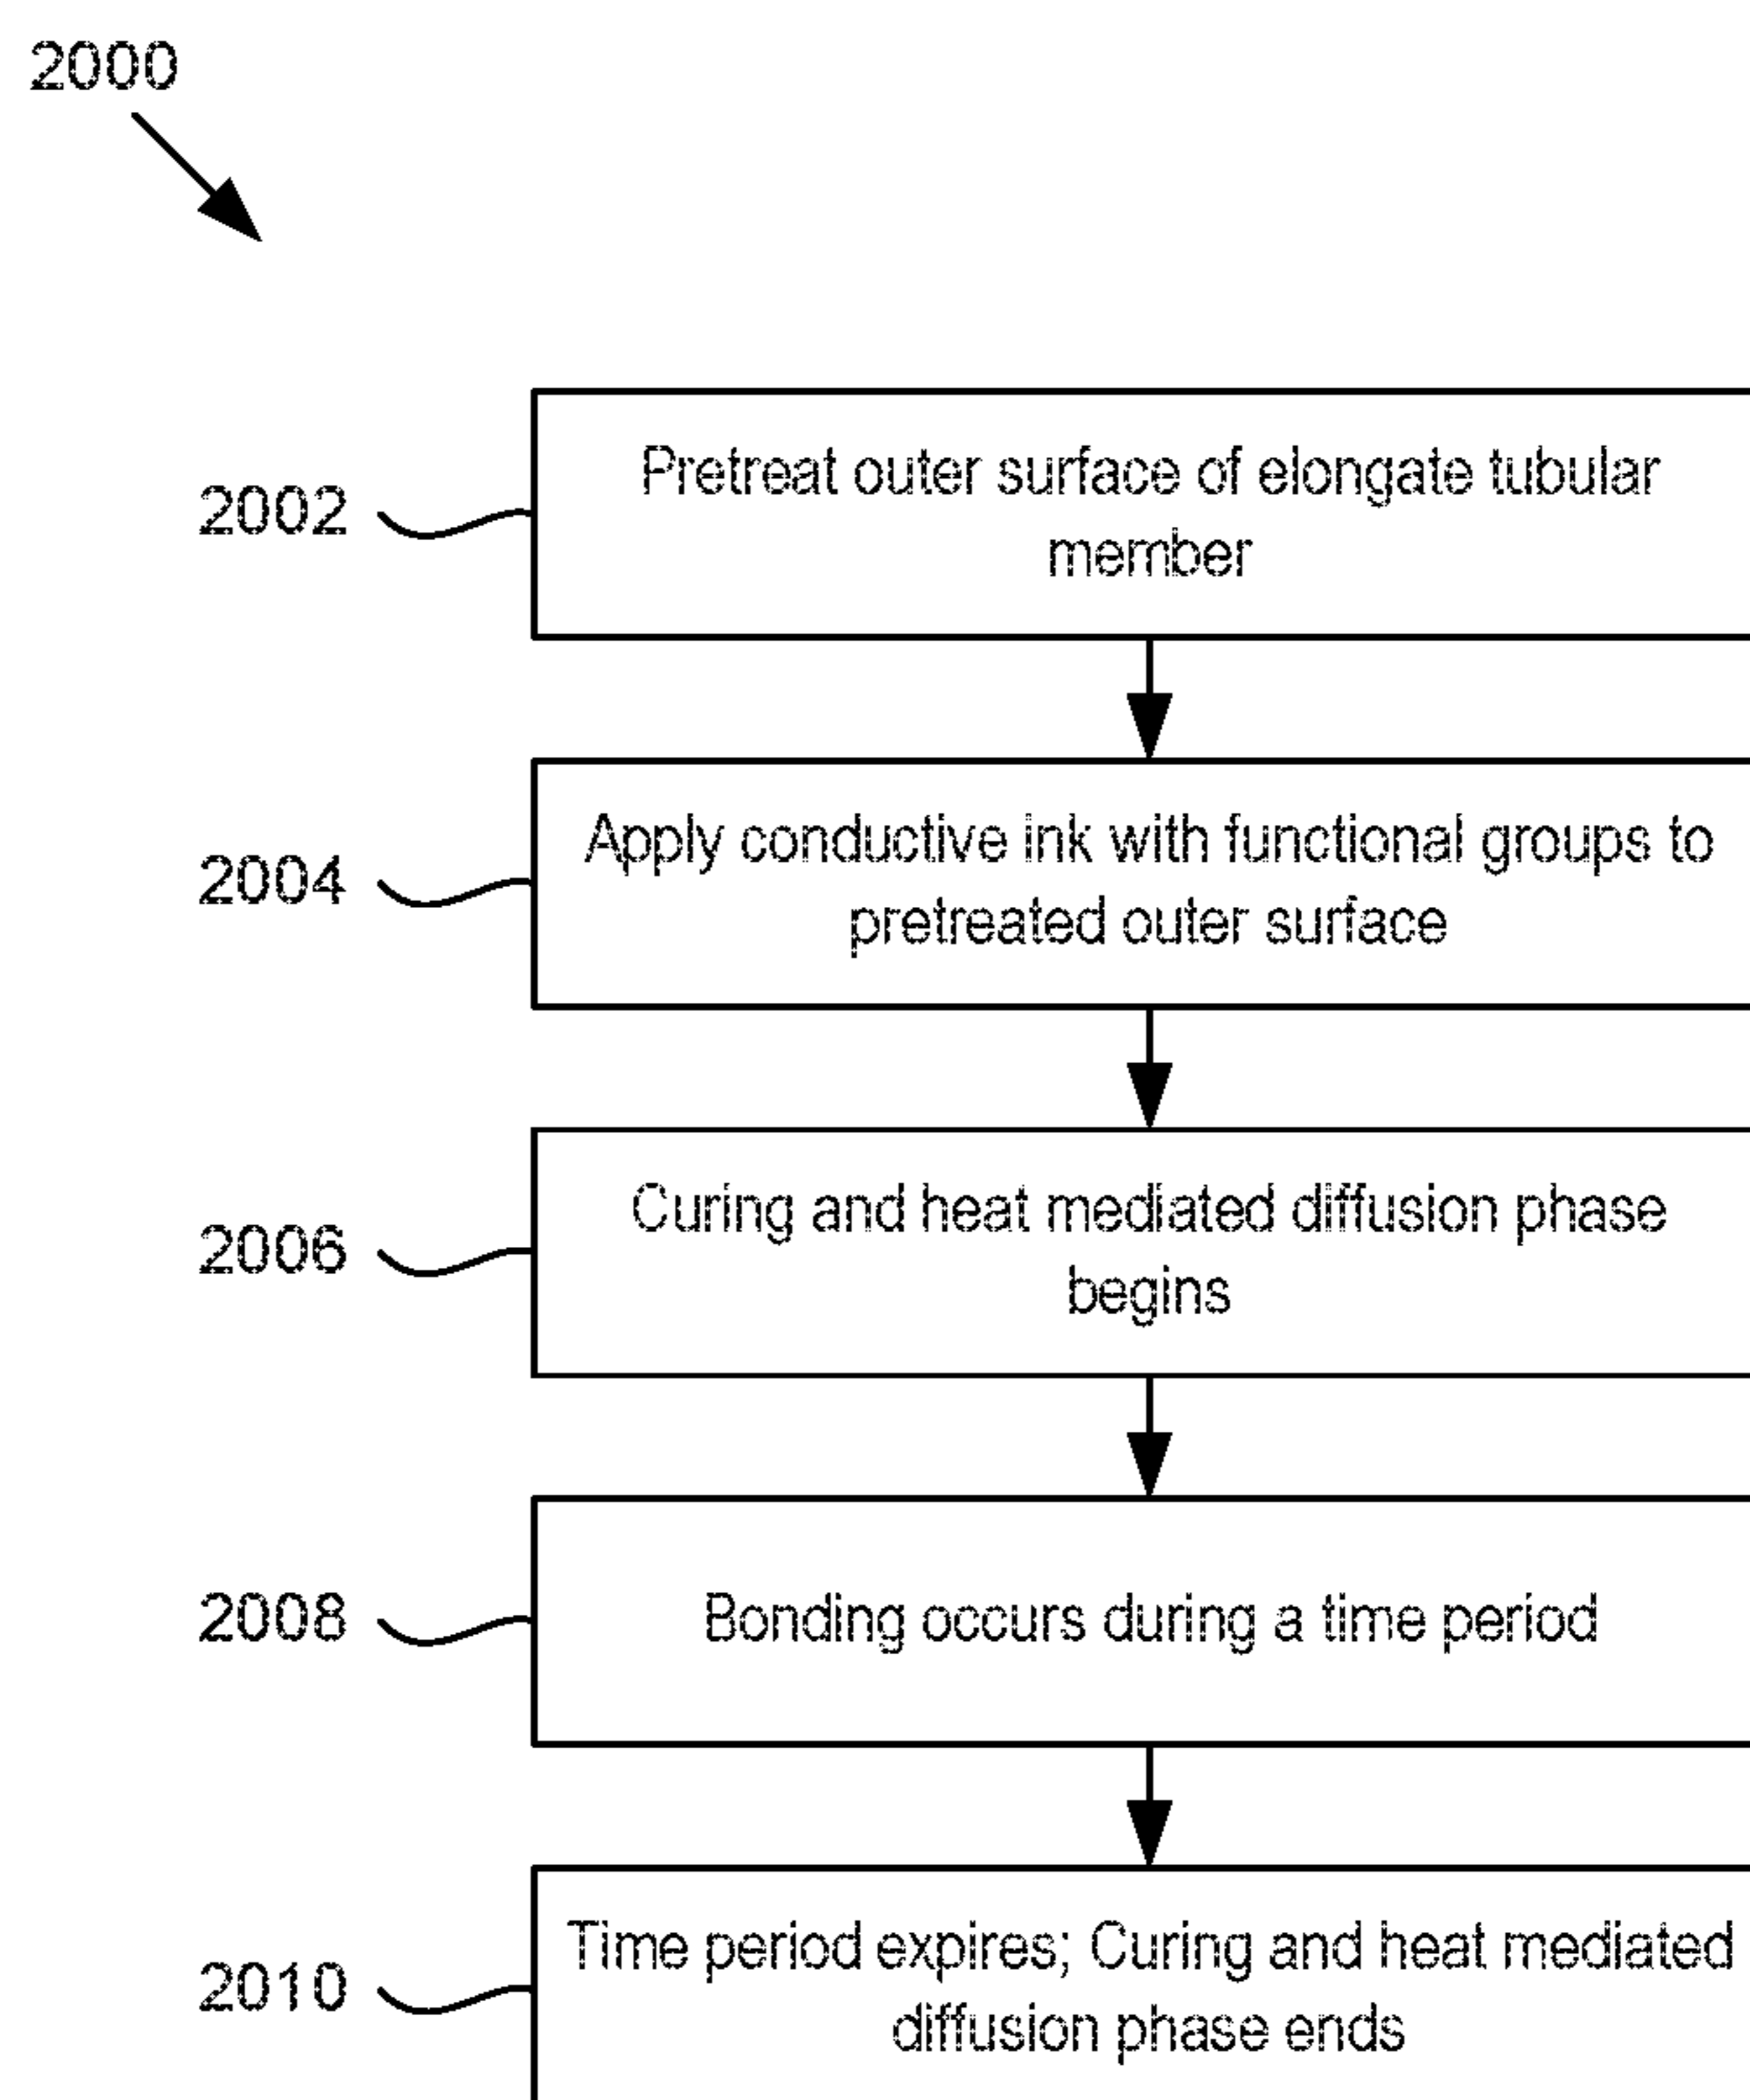 2000
2002
Pretreat outer surface of elongate tubular
member
2004
Apply conductive ink with functional groups to
pretreated outer surface
2006
Curing and heat mediated diffusion phase
begins
2008
Bonding occurs during a time period
2010
Time period expires; Curing and heat mediated
diffusion phase ends